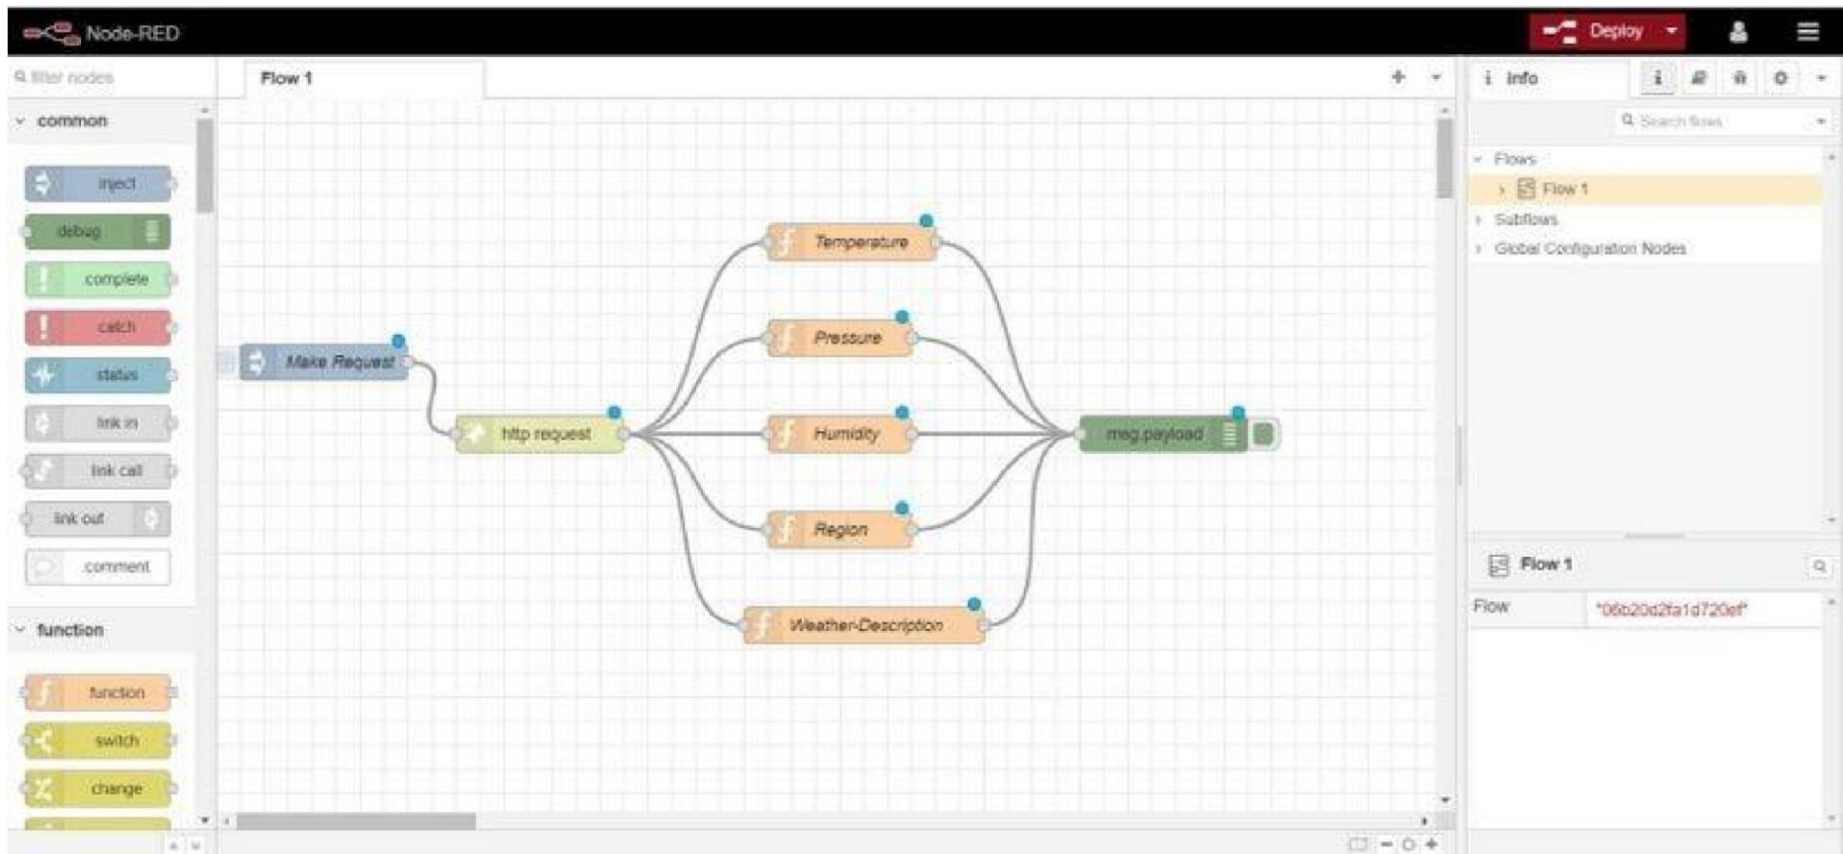 Node-RED
Deploy
filter nodes
Flow 1
info
common
Search flows
Flows
Flow 1
Subflows
Global Configuration Nodes
inject
debug
complete
catch
status
link in
link call
link out
comment
function
function
switch
change
Make Request
http request
Temperature
Pressure
Humidity
Region
Weather-Description
msg.payload
Flow 1
Flow "06b20d2fa1d720ef"